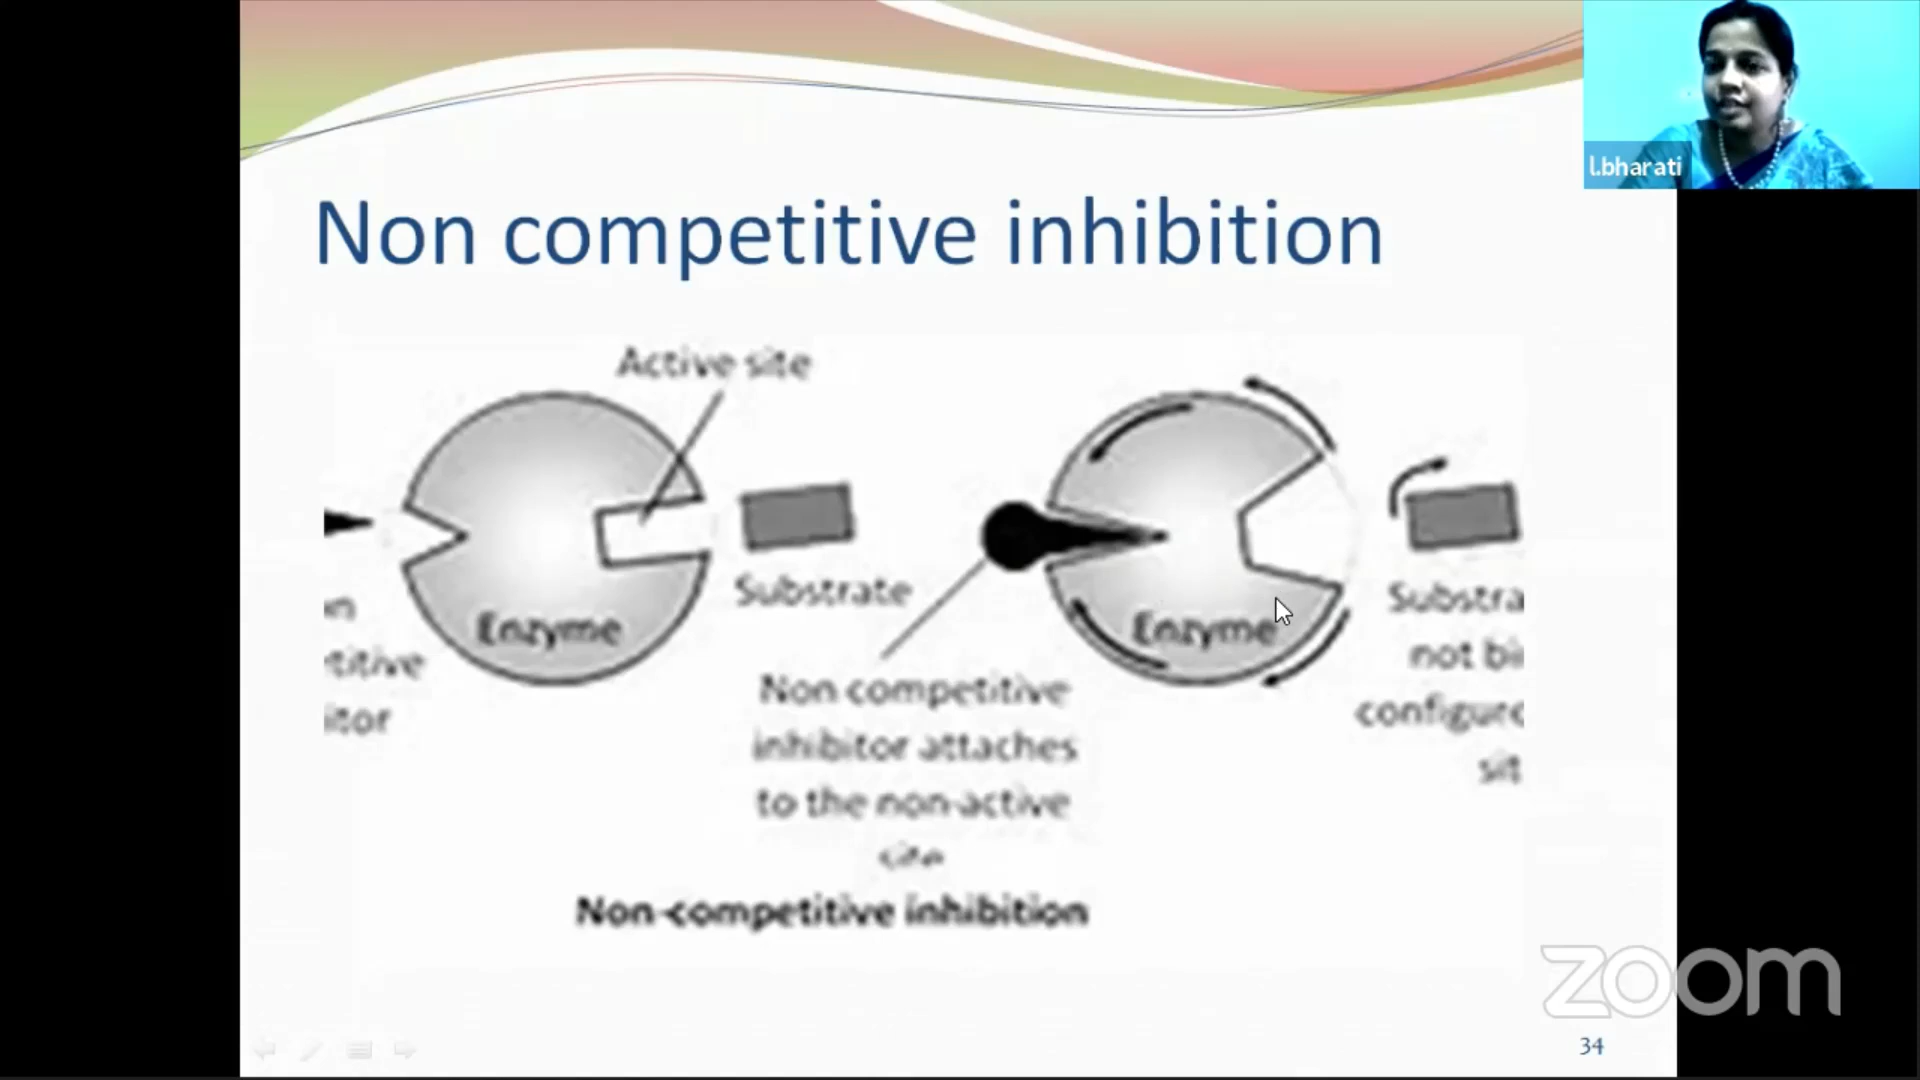 l.bharati
Non competitive inhibition
Active site
Substrate
Enzyme
Enzyme
Substra
not bi
configure
sit
titive
itor
Non competitive
inhibitor attaches
to the non-active
site
Non-competitive inhibition
zoom
34